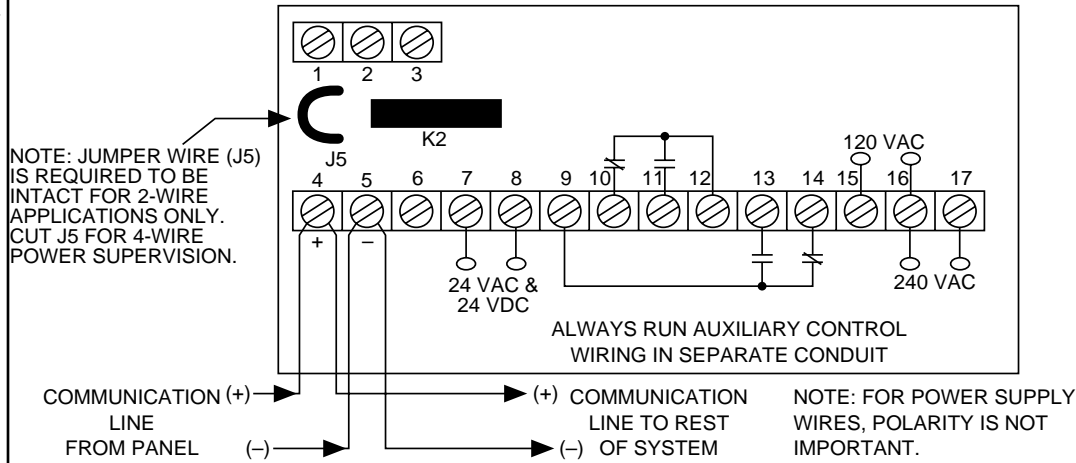 1 2 3
K2
J5
NOTE: JUMPER WIRE (J5)
IS REQUIRED TO BE
INTACT FOR 2-WIRE
APPLICATIONS ONLY.
CUT J5 FOR 4-WIRE
POWER SUPERVISION.
120 VAC
4 5 6 7 8 9 10 11 12 13 14 15 16 17
+ –
24 VAC &
24 VDC
240 VAC
ALWAYS RUN AUXILIARY CONTROL
WIRING IN SEPARATE CONDUIT
COMMUNICATION (+)
LINE
FROM PANEL (–)
(+) COMMUNICATION
LINE TO REST
(–) OF SYSTEM
NOTE: FOR POWER SUPPLY
WIRES, POLARITY IS NOT
IMPORTANT.